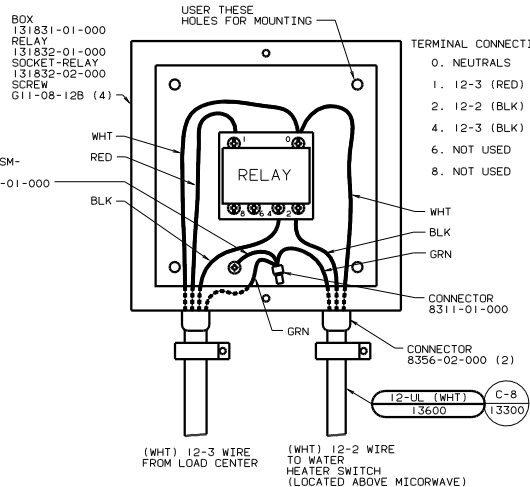 BOX
131831-01-000
RELAY
131832-01-000
SOCKET-RELAY
131832-02-000
SCREW
G11-08-12B (4)
USER THESE
HOLES FOR MOUNTING
TERMINAL CONNECTI
0. NEUTRALS
1. 12-3 (RED)
2. 12-2 (BLK)
4. 12-3 (BLK)
6. NOT USED
8. NOT USED
WHT
RED
SM-
-01-000
BLK
1 0
RELAY
8 6 4 2
WHT
BLK
GRN
CONNECTOR
8311-01-000
GRN
CONNECTOR
8356-02-000 (2)
12-UL (WHT)
13600
C-8
13300
(WHT) 12-3 WIRE
FROM LOAD CENTER
(WHT) 12-2 WIRE
TO WATER
HEATER SWITCH
(LOCATED ABOVE MICORWAVE)